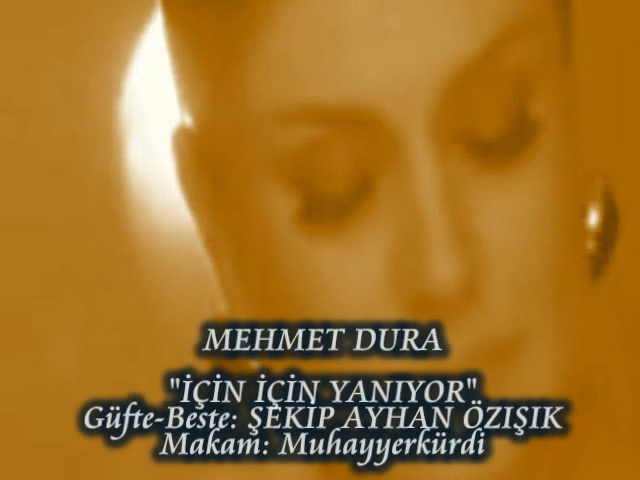 MEHMET DURA
"İÇİN İÇİN YANIYOR"
Güfte-Beste: ŞEKİP AYHAN ÖZIŞIK
Makam: Muhayyerkürdi